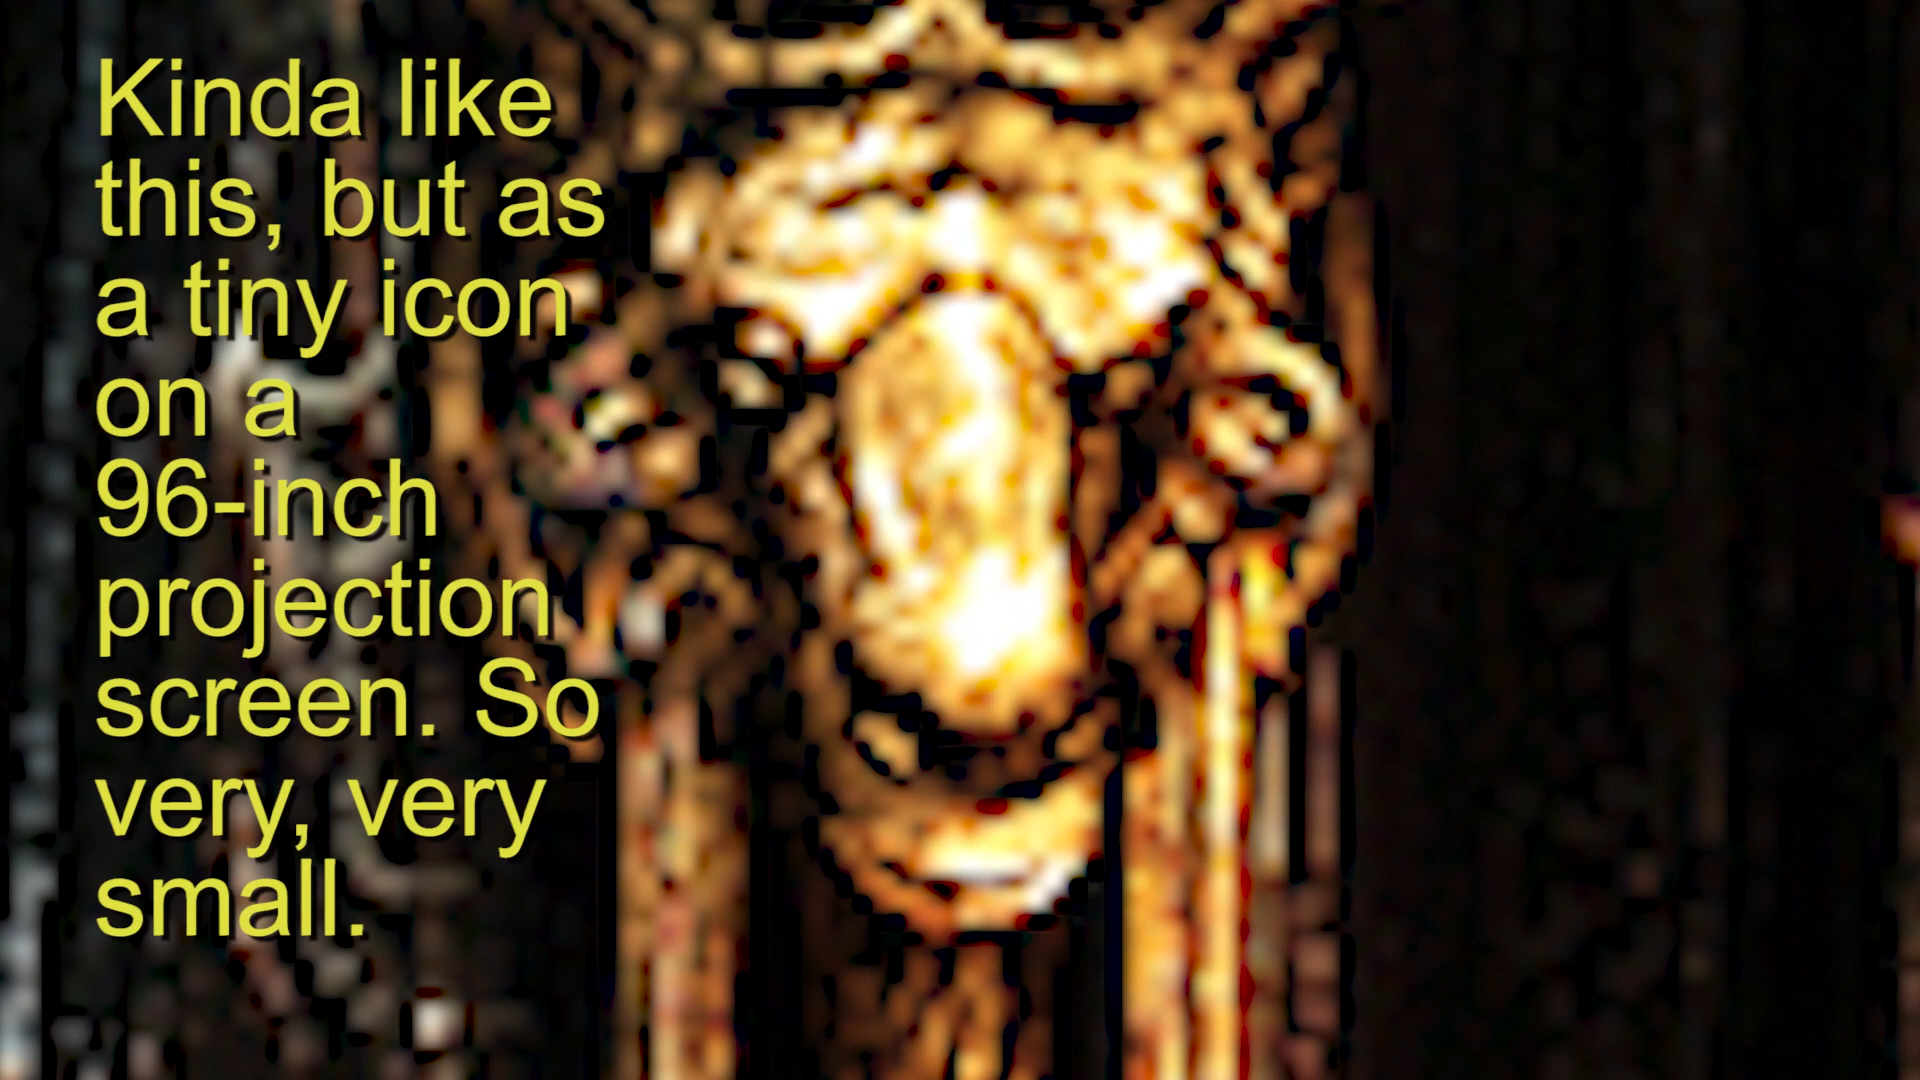 Kinda like
this, but as
a tiny icon
on a
96-inch
projection
screen. So
very, very
small.